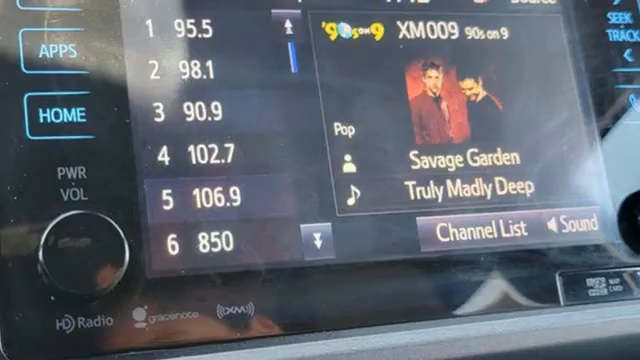 Source
1 95.5
2 98.1
3 90.9
4 102.7
5 106.9
6 850
'90s ON 9 XM009 90s on 9
Pop
Savage Garden
Truly Madly Deep
Channel List Sound
APPS
HOME
PWR
VOL
HD Radio gracenote ((XM))
SEEK
TRACK